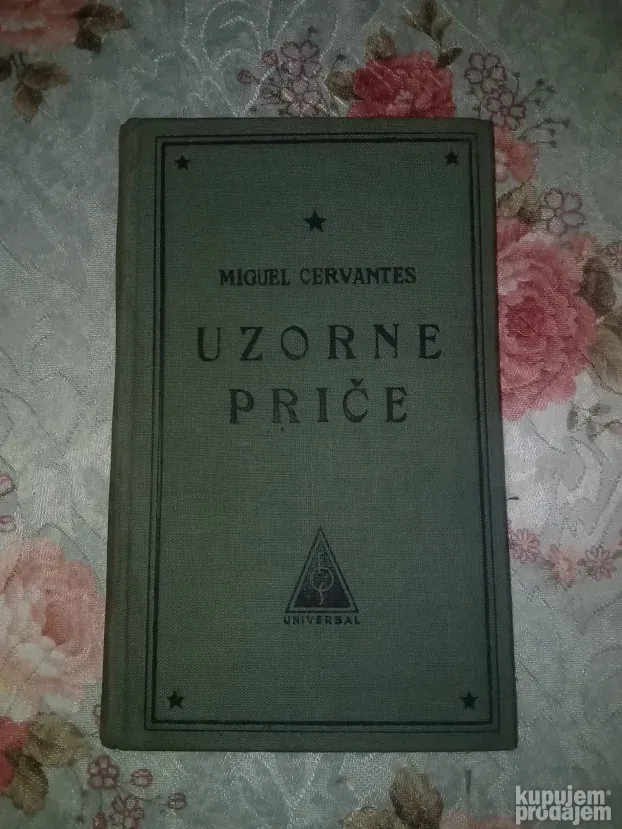 MIGUEL CERVANTES
UZORNE
PRIČE
UNIVERSAL
kupujem
prodajem